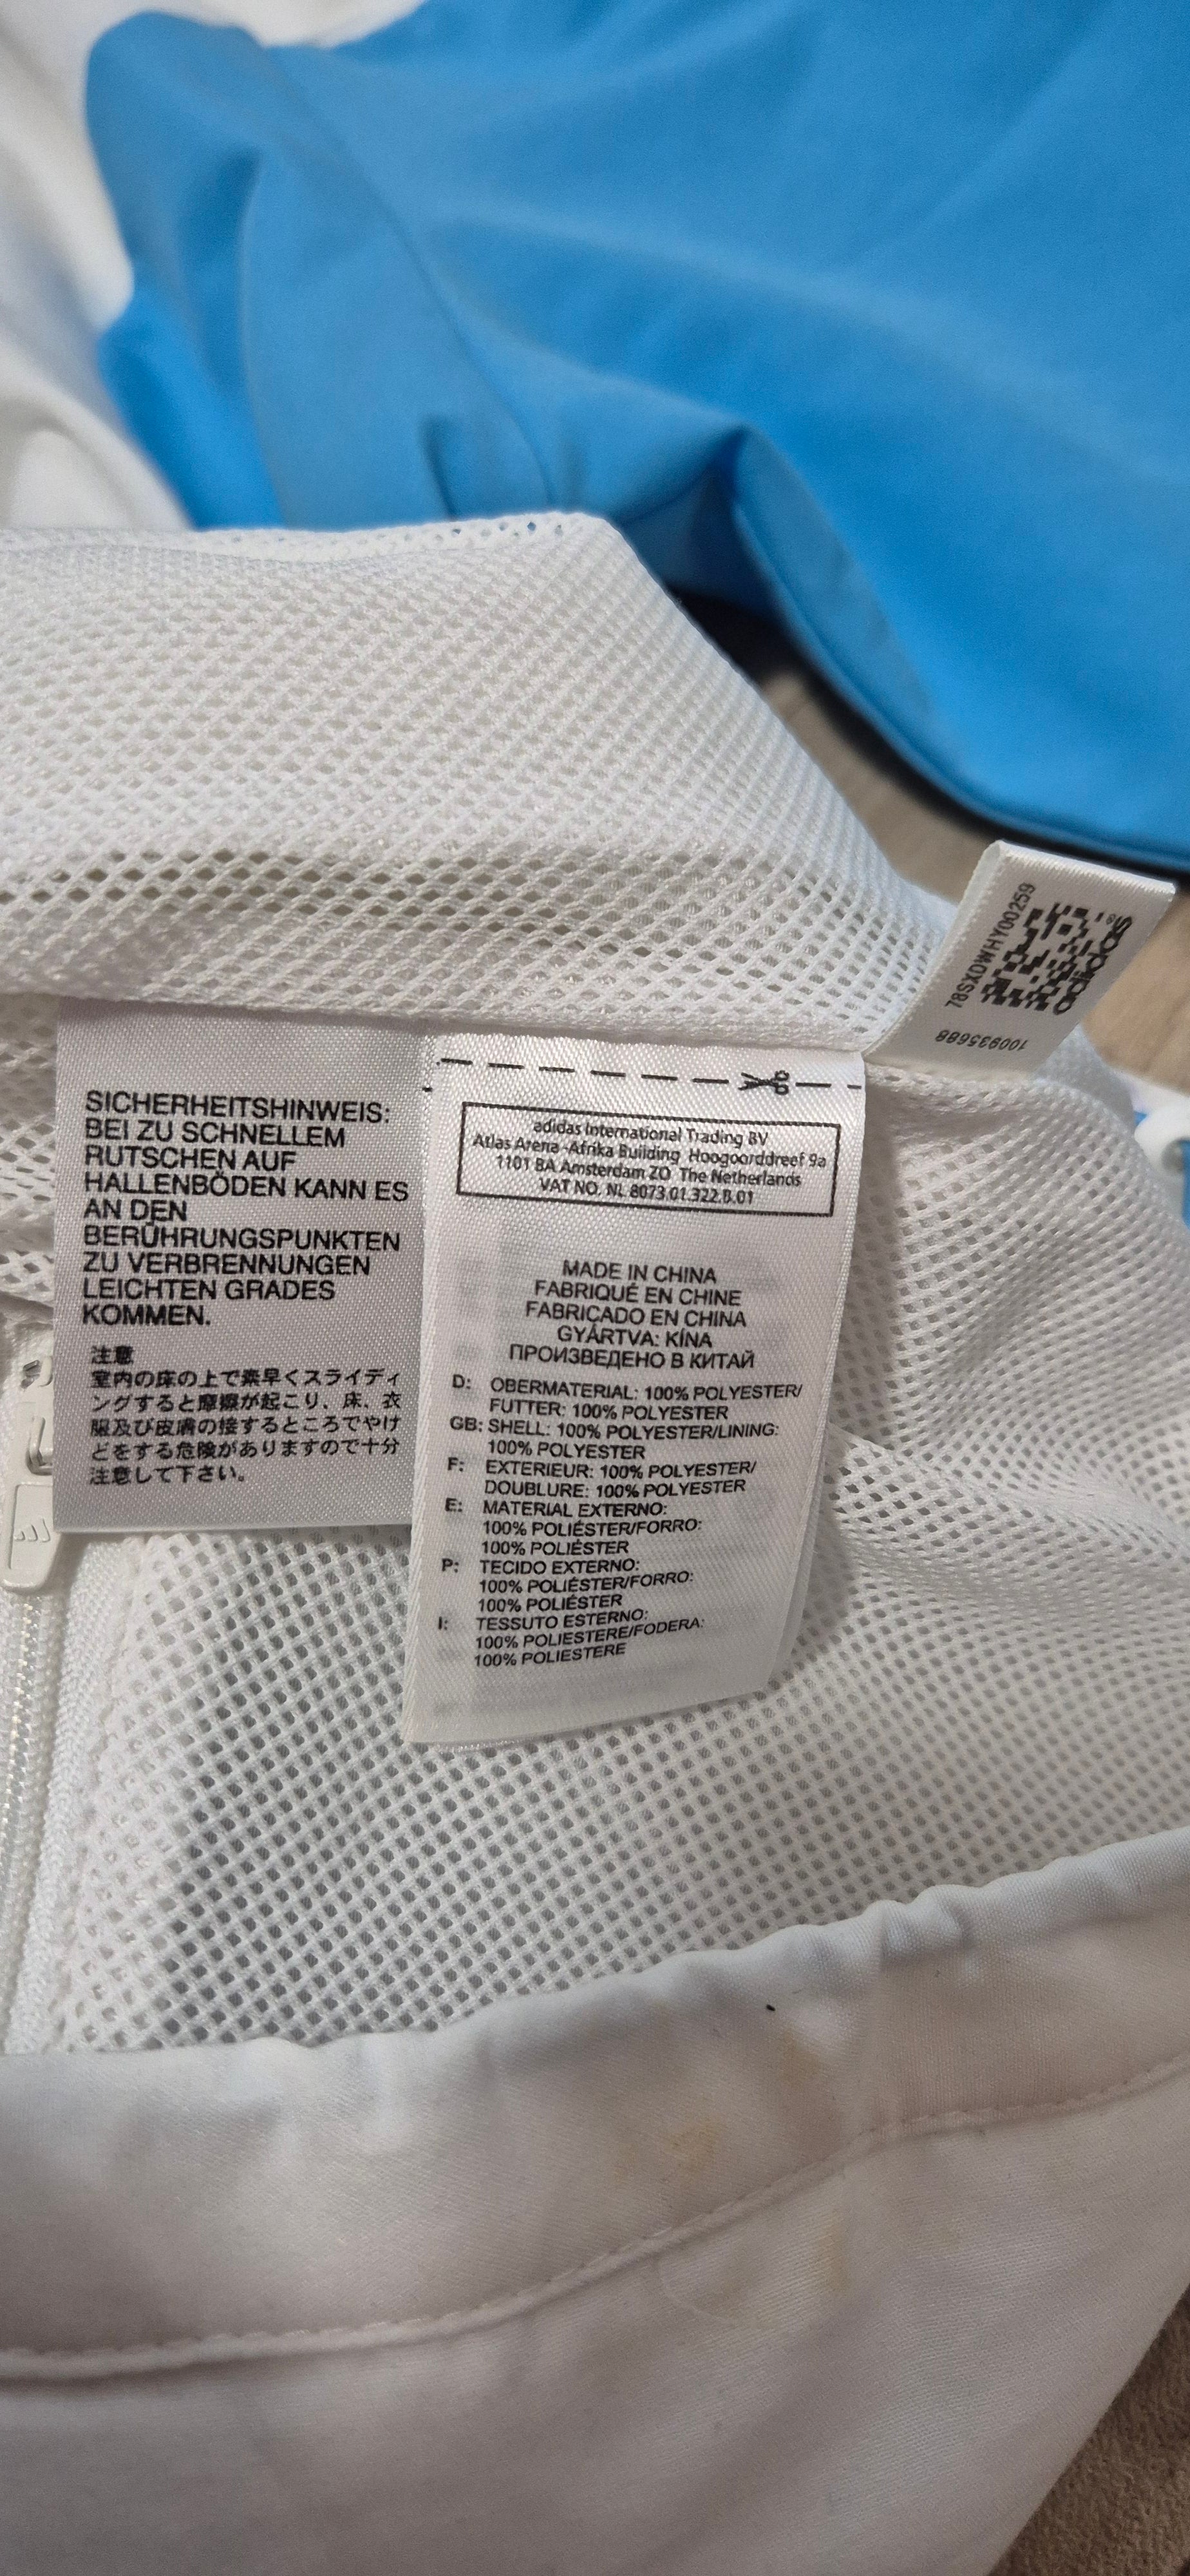 SICHERHEITSHINWEIS:
BEI ZU SCHNELLEM
RUTSCHEN AUF
HALLENBÖDEN KANN ES
AN DEN
BERÜHRUNGSPUNKTEN
ZU VERBRENNUNGEN
LEICHTEN GRADES
KOMMEN.
注意
室内の床の上で素早くスライディ
ングすると摩擦が起こり、床、衣
服及び皮膚の接するところでやけ
どをする危険がありますので十分
注意して下さい。
adidas International Trading BV
Atlas Arena -Afrika Building Hoogoorddreef 9a
1101 BA Amsterdam ZO The Netherlands
VAT NO. NL 8073.01.322.B.01
MADE IN CHINA
FABRIQUÉ EN CHINE
FABRICADO EN CHINA
GYÁRTVA: KÍNA
ПРОИЗВЕДЕНО В КИТАЙ
D: OBERMATERIAL: 100% POLYESTER/
FUTTER: 100% POLYESTER
GB: SHELL: 100% POLYESTER/LINING:
100% POLYESTER
F: EXTERIEUR: 100% POLYESTER/
DOUBLURE: 100% POLYESTER
E: MATERIAL EXTERNO:
100% POLIÉSTER/FORRO:
100% POLIÉSTER
P: TECIDO EXTERNO:
100% POLIÉSTER/FORRO:
100% POLIÉSTER
I: TESSUTO ESTERNO:
100% POLIESTERE/FODERA:
100% POLIESTERE
78SXDWHY00259
adidas®
100935688